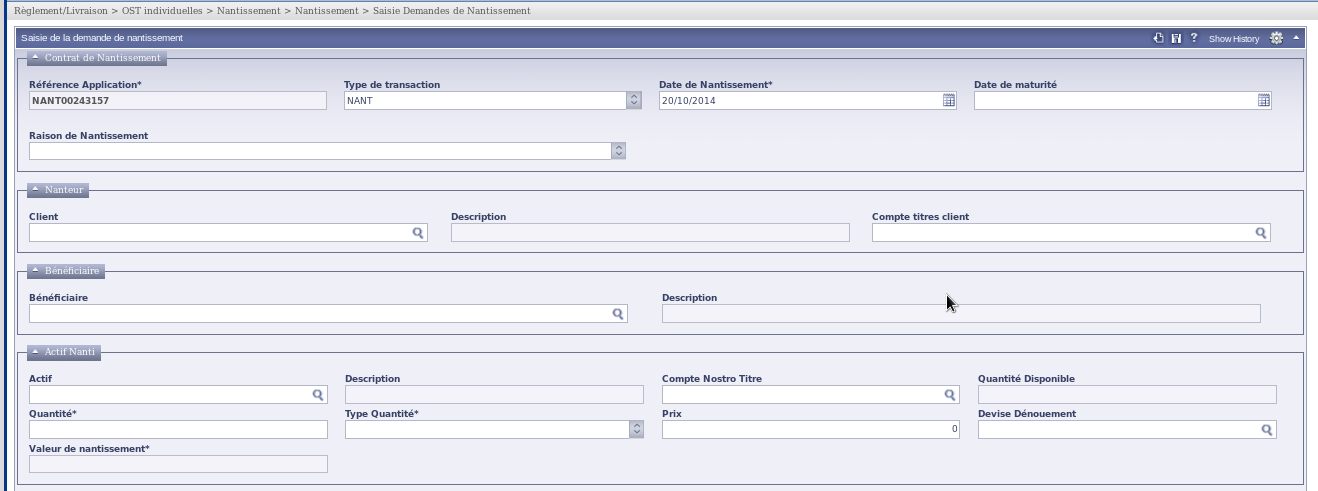 Règlement/Livraison > OST individuelles > Nantissement > Nantissement > Saisie Demandes de Nantissement
Saisie de la demande de nantissement ? Show History
Contrat de Nantissement
Référence Application* Type de transaction Date de Nantissement* Date de maturité
NANT00243157 NANT 20/10/2014
Raison de Nantissement
Nanteur
Client Description Compte titres client
Bénéficiaire
Bénéficiaire Description
Actif Nanti
Actif Description Compte Nostro Titre Quantité Disponible
Quantité* Type Quantité* Prix Devise Dénouement
0
Valeur de nantissement*